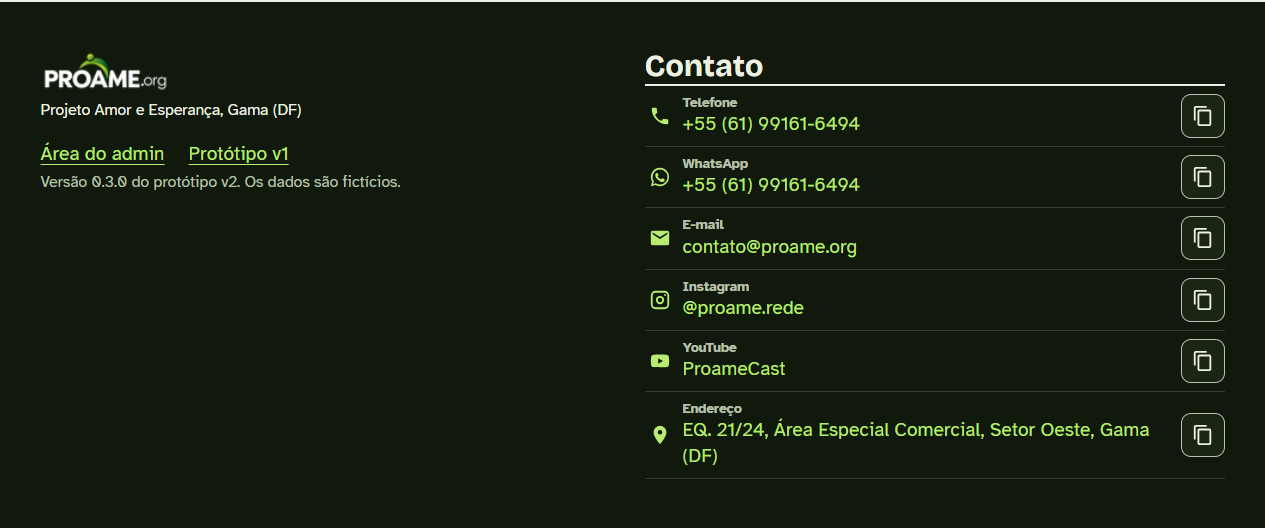 PROAME.org
Projeto Amor e Esperança, Gama (DF)
Área do admin Protótipo v1
Versão 0.3.0 do protótipo v2. Os dados são fictícios.
Contato
Telefone
+55 (61) 99161-6494
WhatsApp
+55 (61) 99161-6494
E-mail
contato@proame.org
Instagram
@proame.rede
YouTube
ProameCast
Endereço
EQ. 21/24, Área Especial Comercial, Setor Oeste, Gama
(DF)